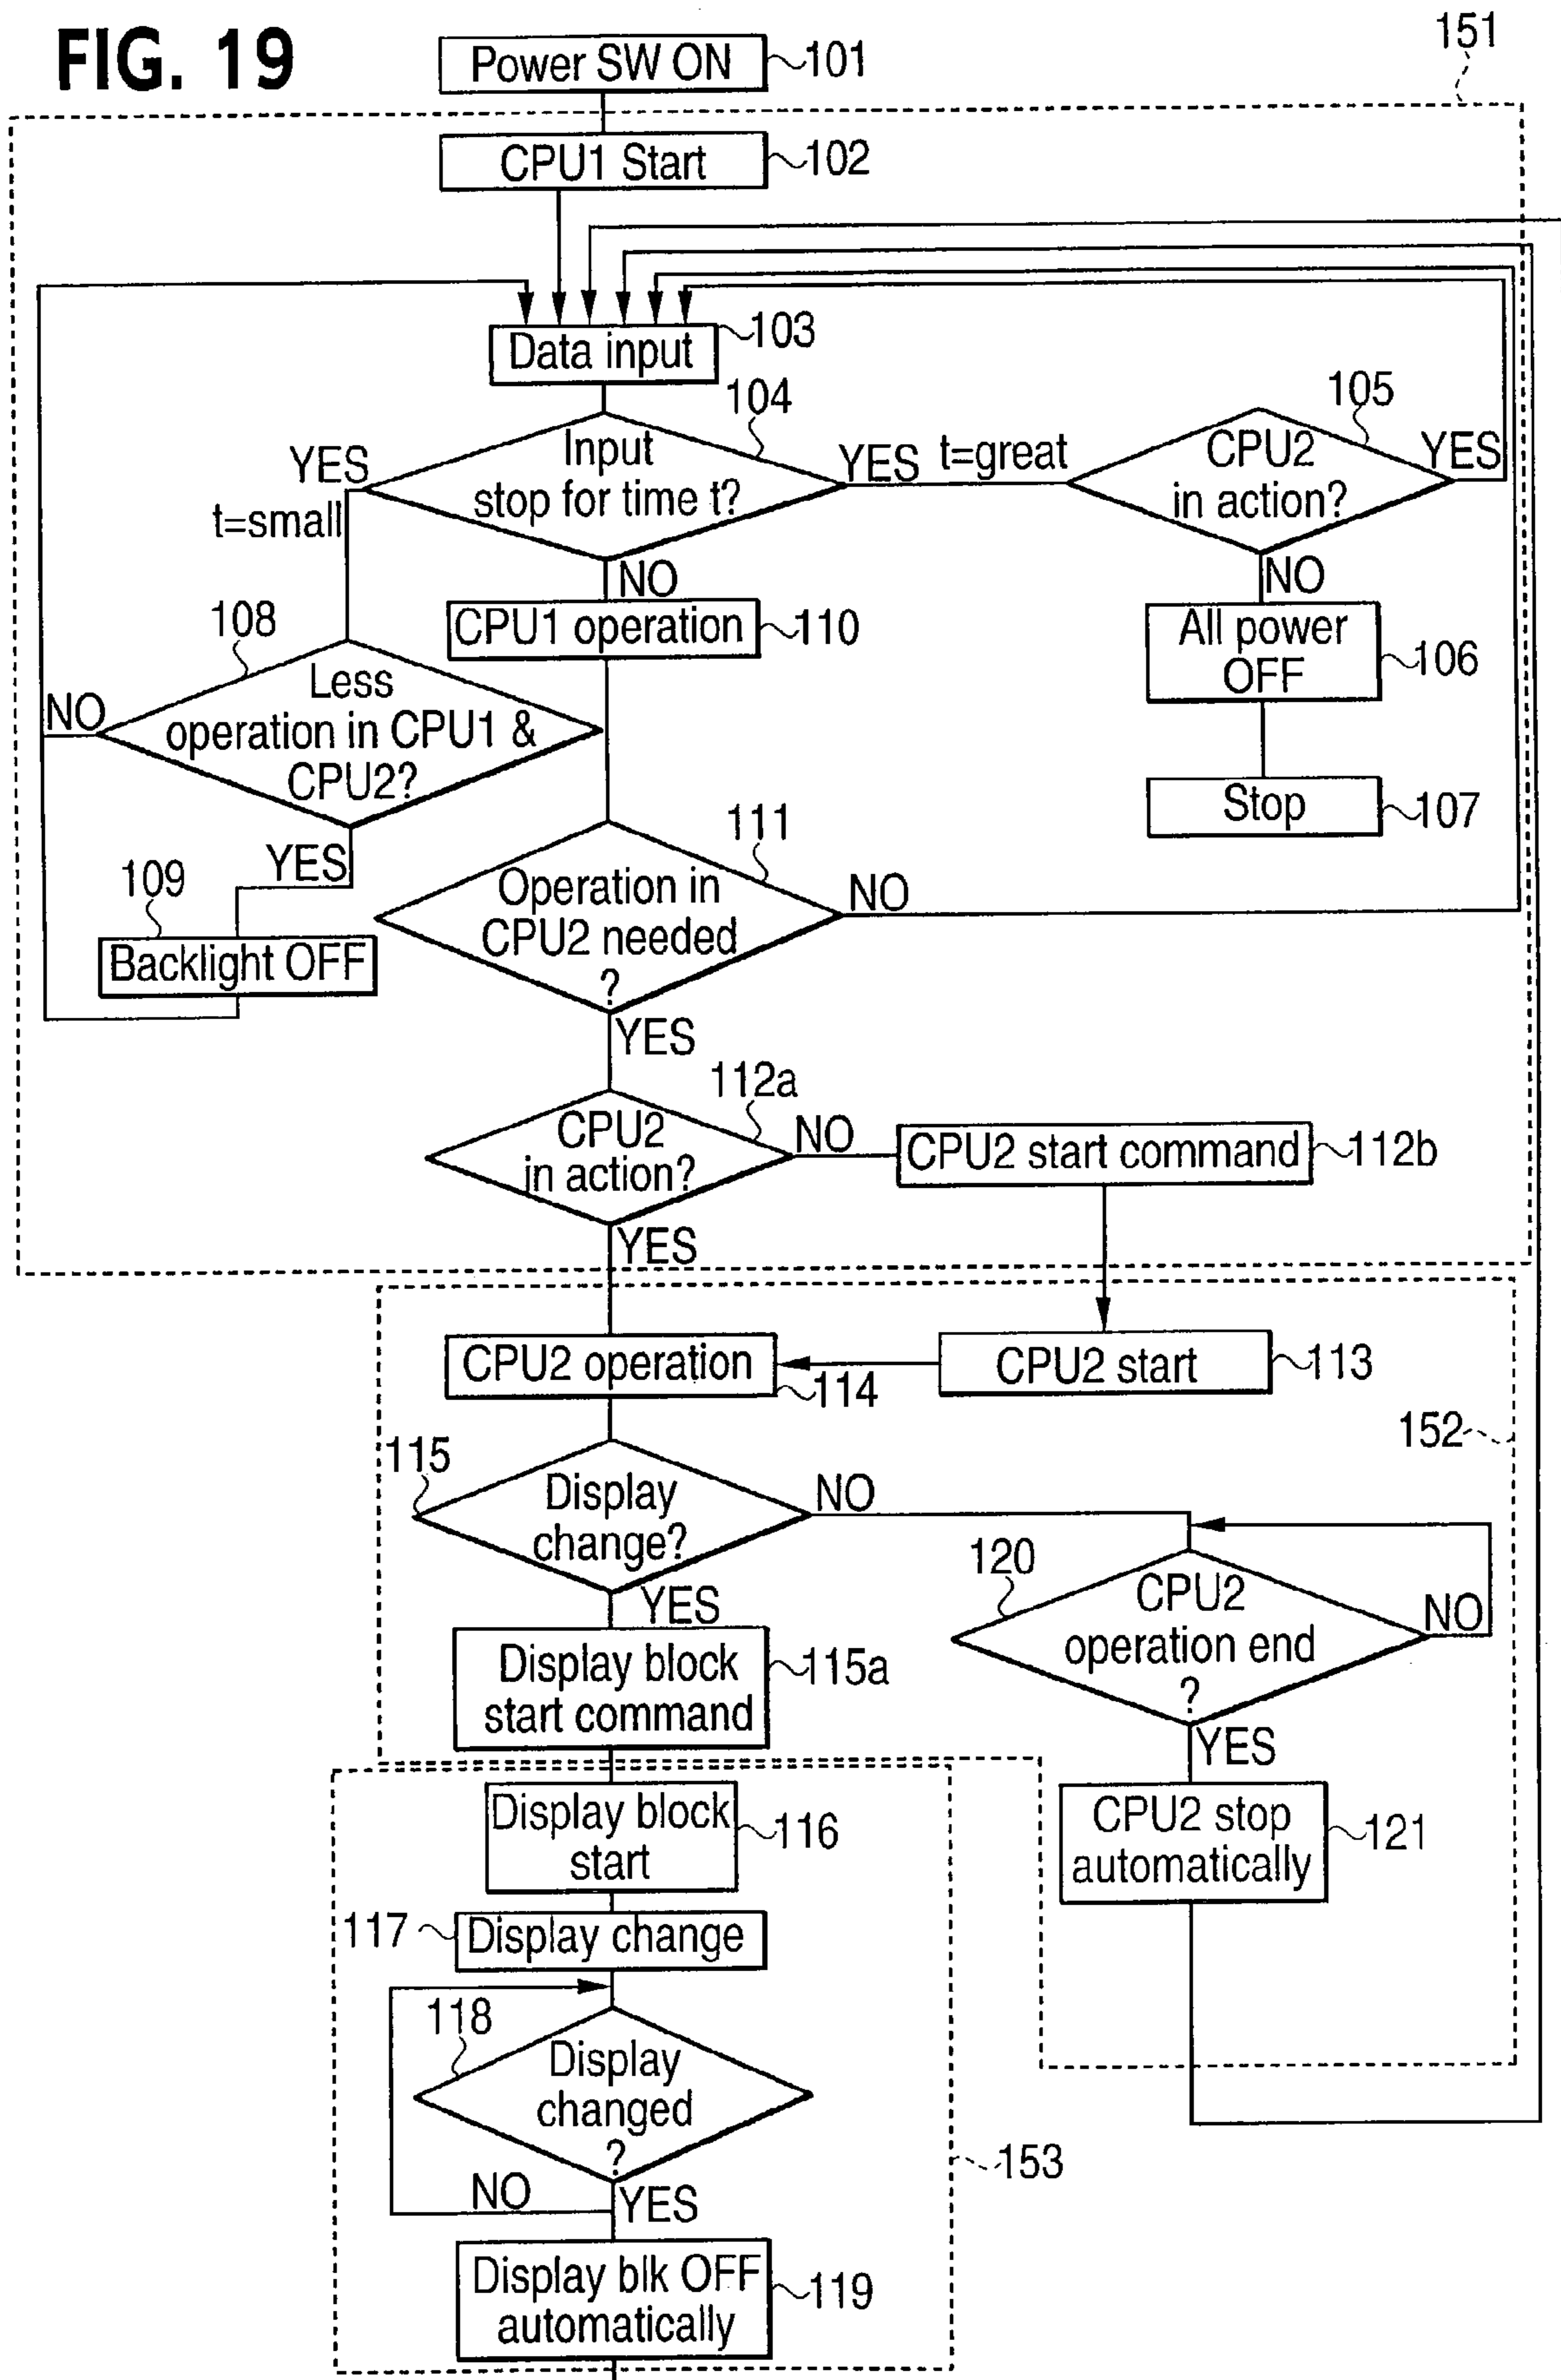 FIG. 19
151
Power SW ON
101
CPU1 Start
102
Data input
103
104
Input
stop for time t?
YES
t=small
YES
t=great
105
CPU2
in action?
YES
NO
NO
CPU1 operation
110
All power
OFF
106
108
Less
operation in CPU1 &
CPU2?
NO
YES
Stop
107
109
Backlight OFF
111
Operation in
CPU2 needed
?
NO
YES
112a
CPU2
in action?
NO
CPU2 start command
112b
YES
CPU2 operation
114
CPU2 start
113
152
115
Display
change?
NO
YES
120
CPU2
operation end
?
NO
YES
Display block
start command
115a
Display block
start
116
CPU2 stop
automatically
121
117
Display change
118
Display
changed
?
NO
YES
153
Display blk OFF
automatically
119